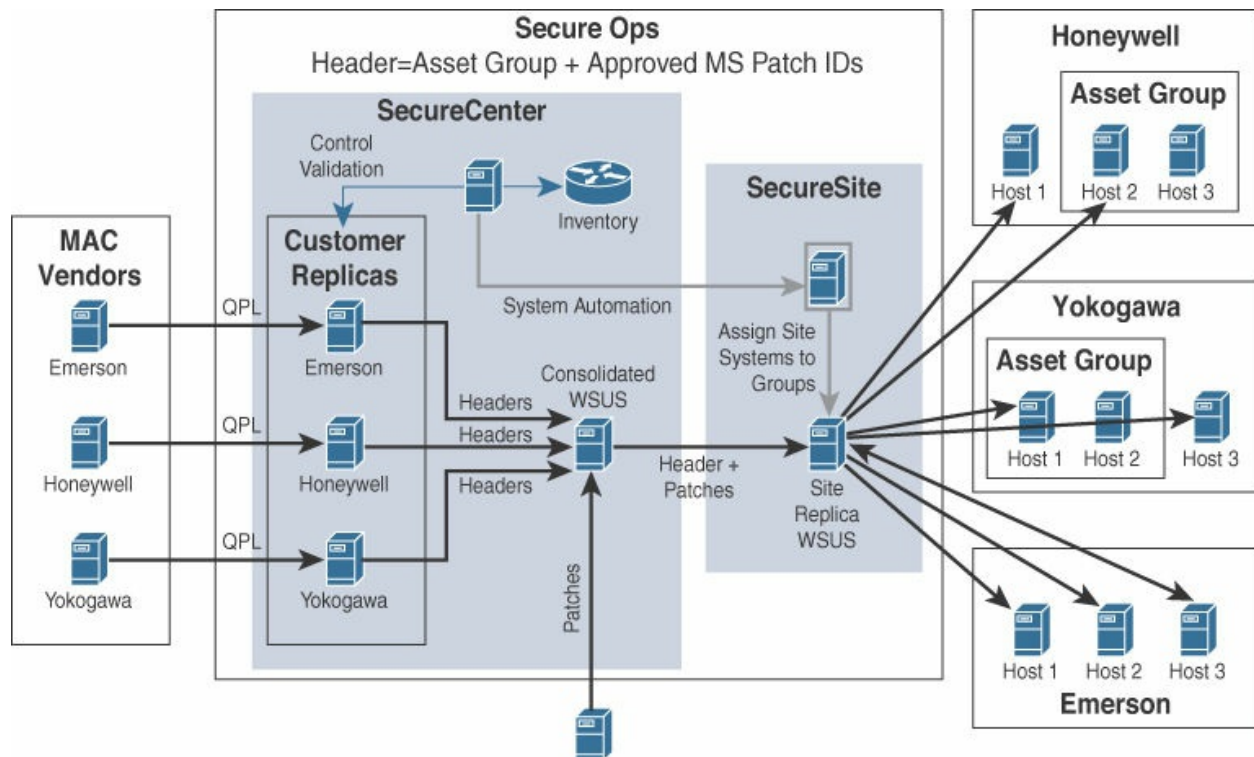 Secure Ops
Header=Asset Group + Approved MS Patch IDs
SecureCenter
Control
Validation
Inventory
System Automation
MAC
Vendors
Emerson
Honeywell
Yokogawa
QPL
QPL
QPL
Customer
Replicas
Emerson
Honeywell
Yokogawa
Headers
Headers
Headers
Consolidated
WSUS
Patches
Header +
Patches
SecureSite
Assign Site
Systems to
Groups
Site
Replica
WSUS
Honeywell
Asset Group
Host 1
Host 2
Host 3
Yokogawa
Asset Group
Host 1
Host 2
Host 3
Host 1
Host 2
Host 3
Emerson